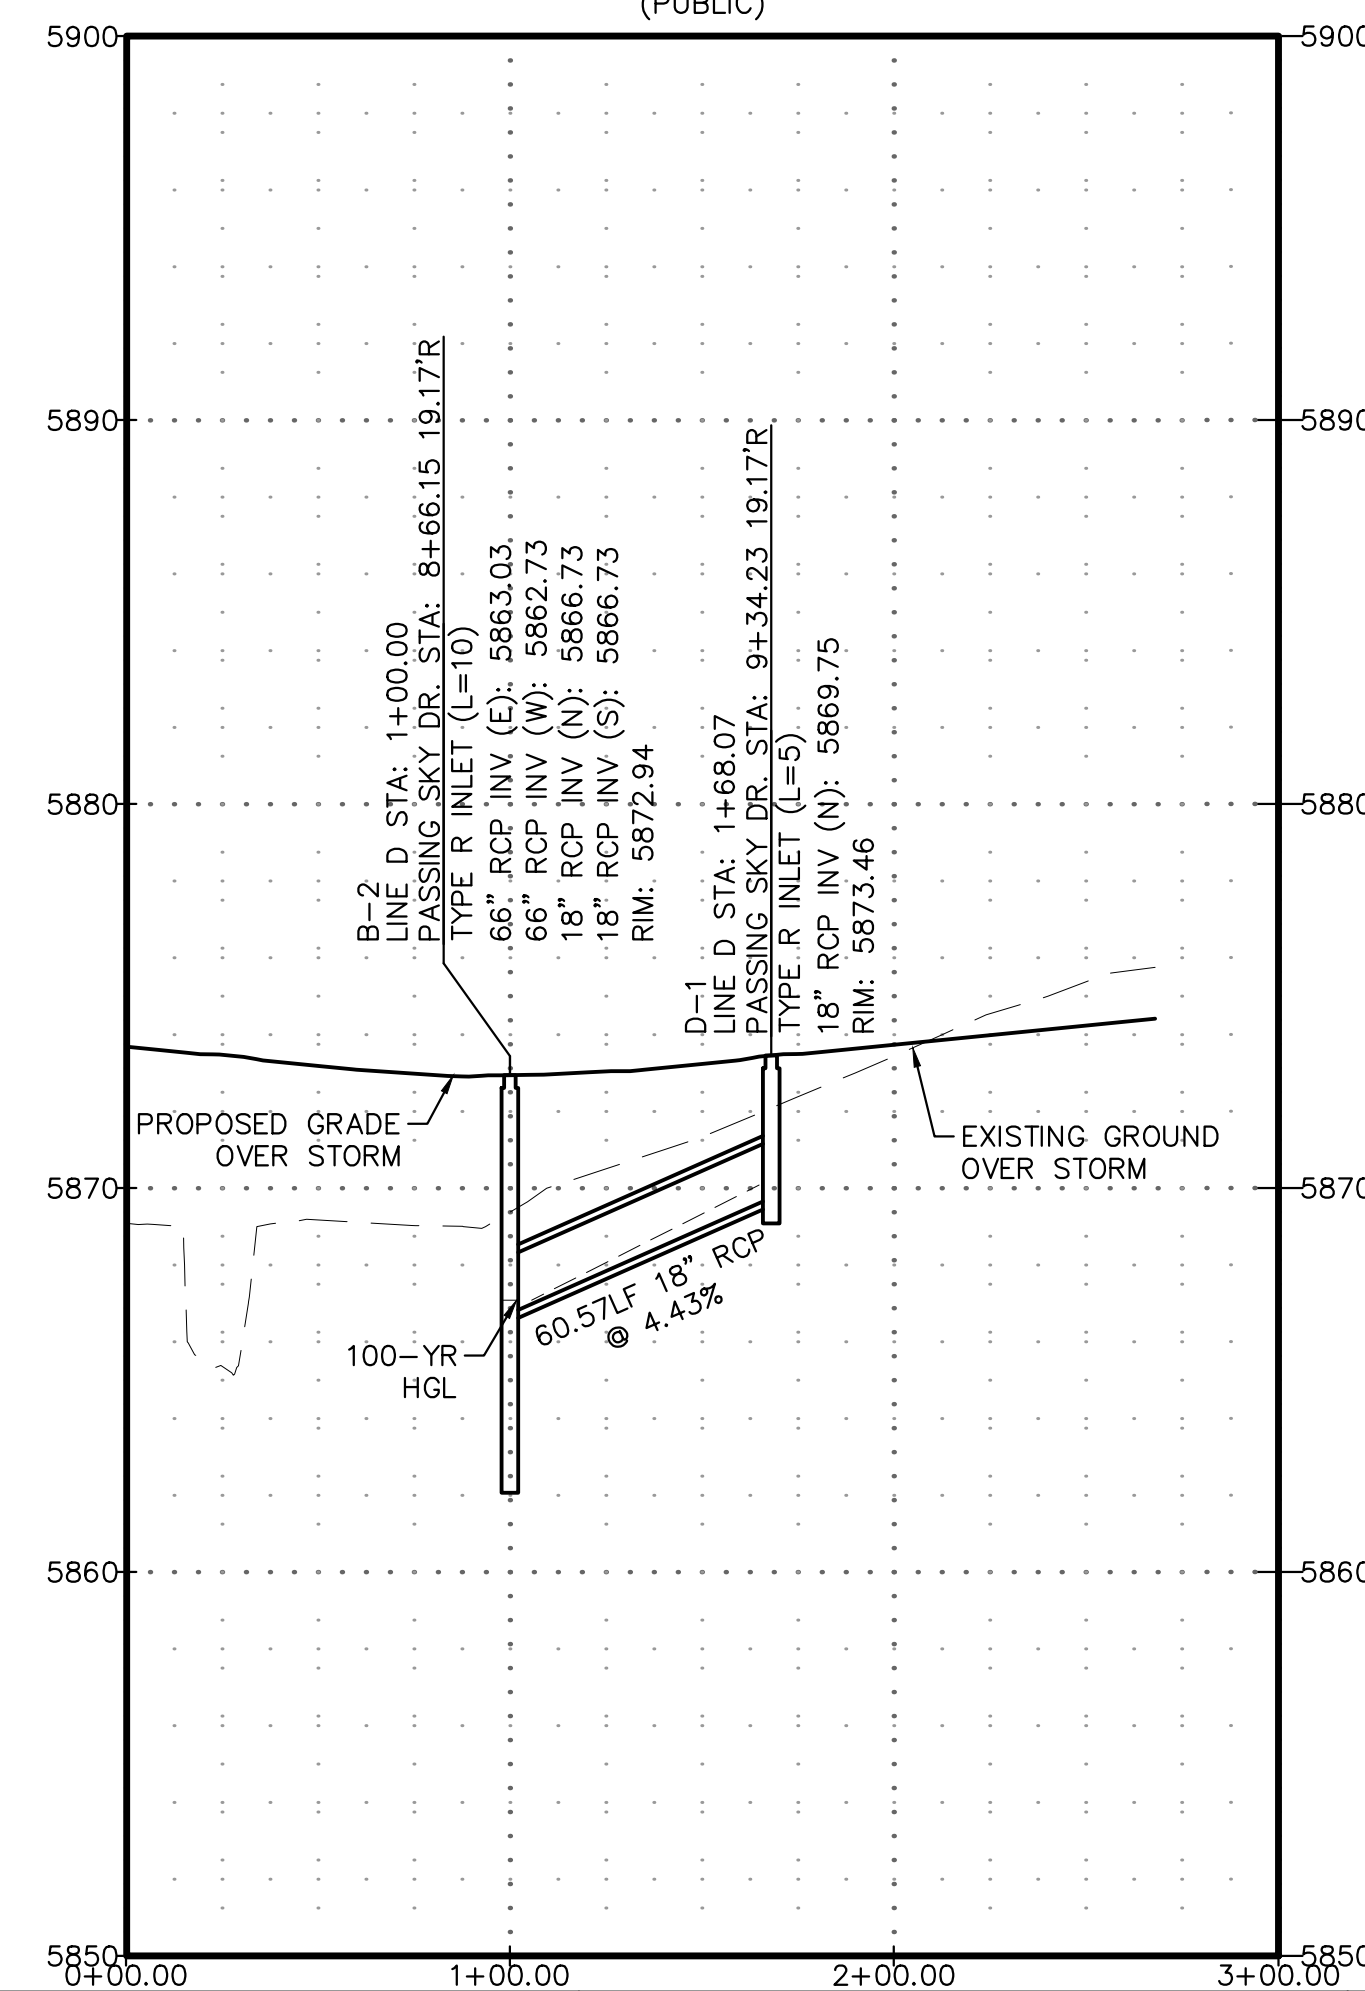 (PUBLIC)
5900
5900
5890
5890
5880
5880
5870
5870
5860
5860
5850
5850
B-2
LINE D STA: 1+00.00
PASSING SKY DR. STA: 8+66.15 19.17'R
TYPE R INLET (L=10)
66" RCP INV (E): 5863.03
66" RCP INV (W): 5862.73
18" RCP INV (N): 5866.73
18" RCP INV (S): 5866.73
RIM: 5872.94
D-1
LINE D STA: 1+68.07
PASSING SKY DR. STA: 9+34.23 19.17'R
TYPE R INLET (L=5)
18" RCP INV (N): 5869.75
RIM: 5873.46
PROPOSED GRADE
OVER STORM
EXISTING GROUND
OVER STORM
60.57LF 18" RCP
@ 4.43%
100-YR
HGL
0+00.00
1+00.00
2+00.00
3+00.00